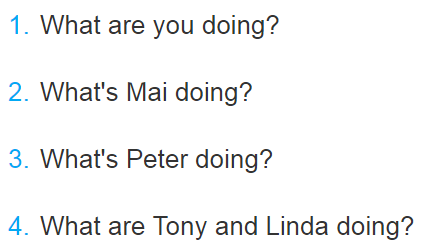 1. What are you doing?
2. What's Mai doing?
3. What's Peter doing?
4. What are Tony and Linda doing?